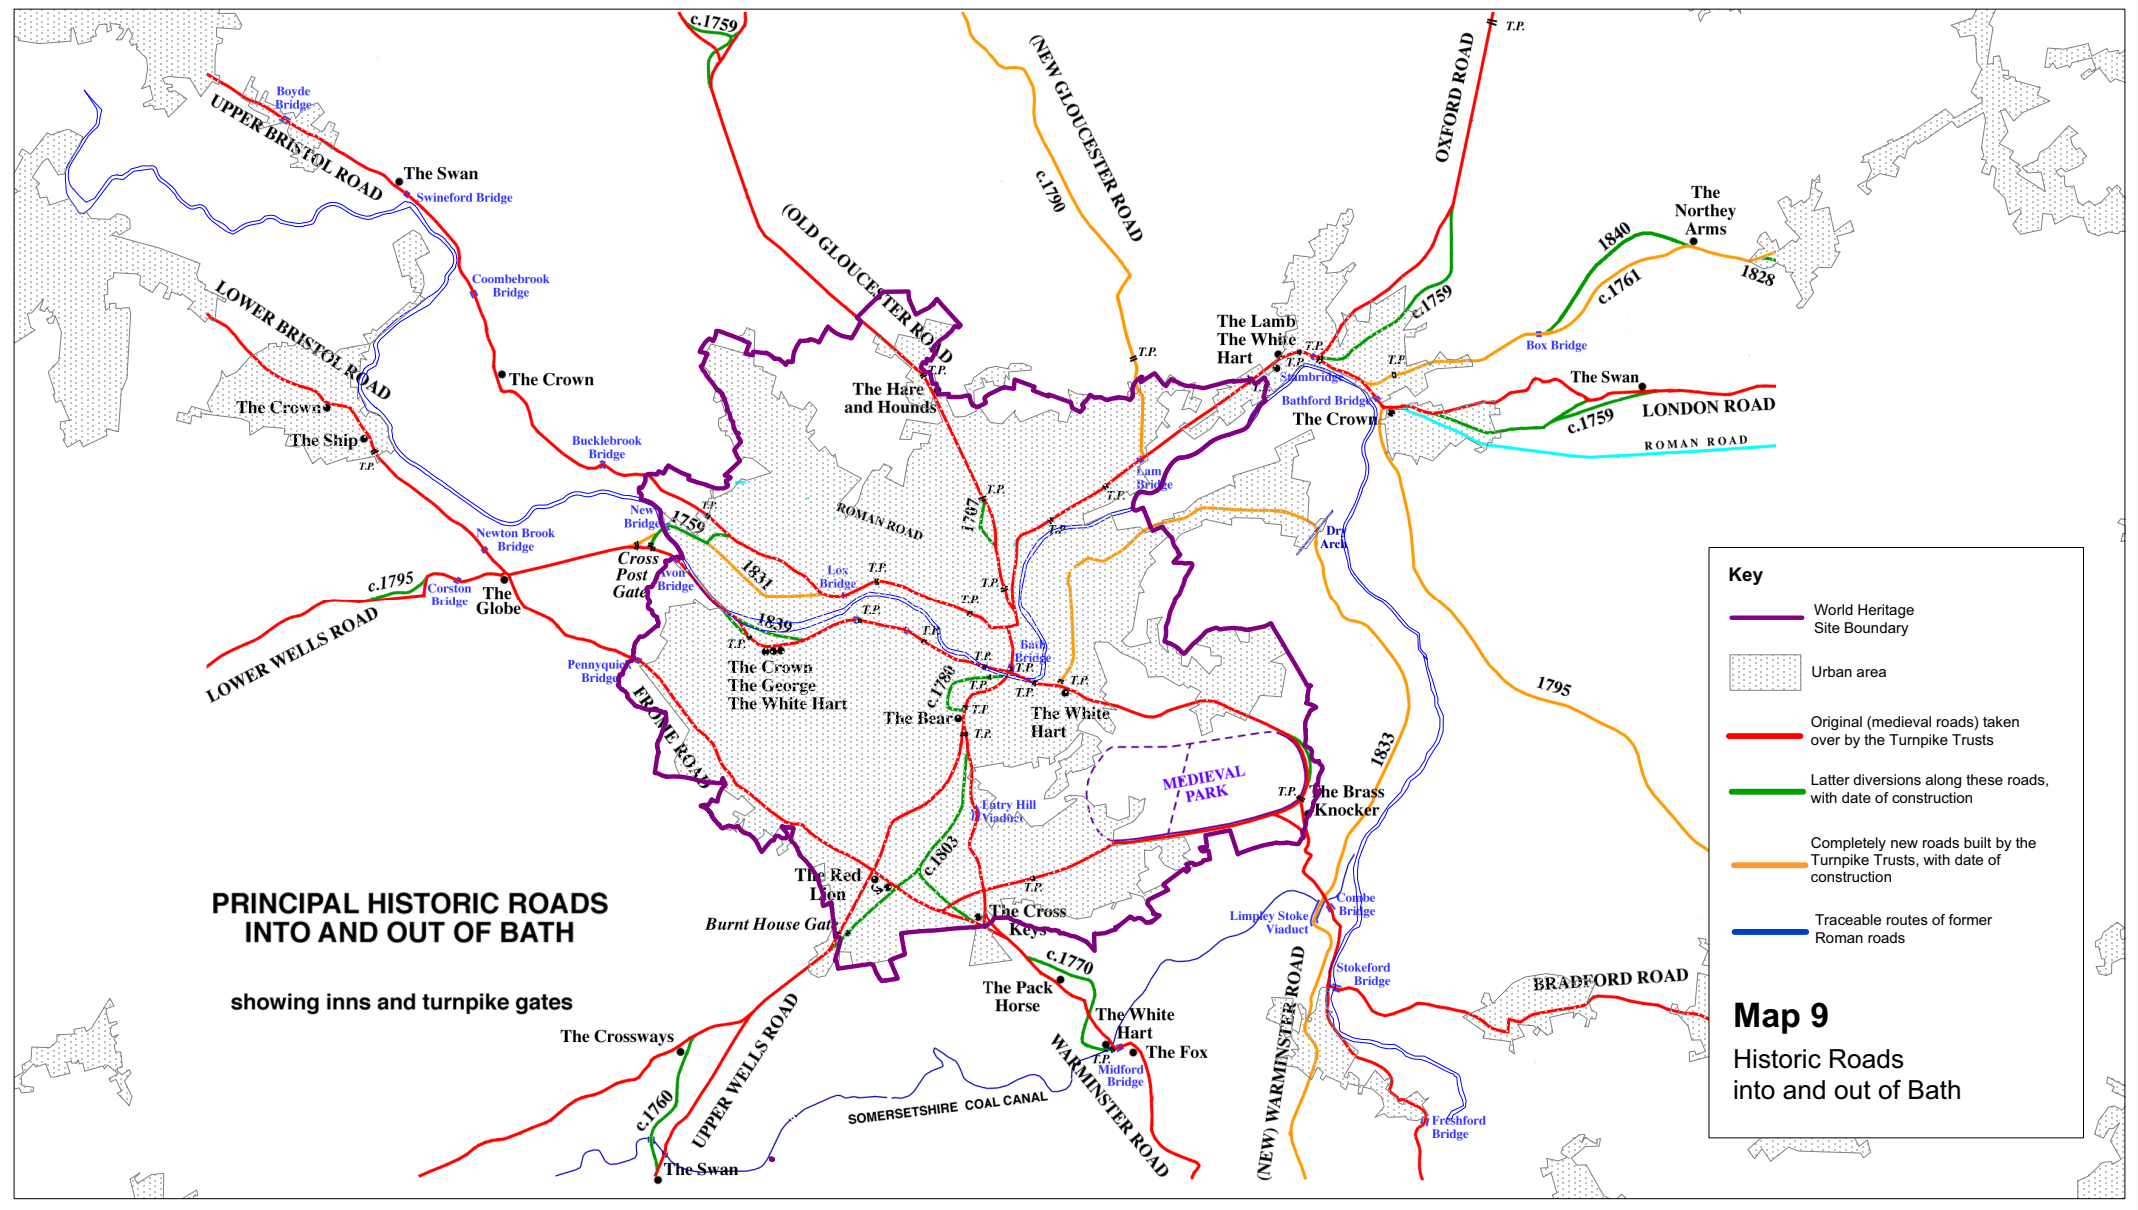 c.1759
T.P.
(NEW GLOUCESTER ROAD
OXFORD ROAD
Boyde
Bridge
UPPER BRISTOL ROAD
The Swan
Swineford Bridge
c.1790
(OLD GLOUCESTER ROAD
The
Northey
Arms
1840
c.1761
1828
Coombebrook
Bridge
LOWER BRISTOL ROAD
c.1759
The Lamb
The White
Hart
T.P.
T.P.
T.P.
T.P.
T.P.
Box Bridge
Stambridge
Bathford Bridge
The Crown
The Swan
LONDON ROAD
c.1759
ROMAN ROAD
The Crown
The Hare
and Hounds
T.P.
The Crown
The Ship
T.P.
Bucklebrook
Bridge
Lam
Bridge
T.P.
T.P.
T.P.
T.P.
1707
ROMAN ROAD
New
Bridge
1759
Newton Brook
Bridge
Dry
Arch
Cross
Post
Gate
Avon
Bridge
1831
Lox
Bridge
T.P.
T.P.
T.P.
c.1795
Corston
Bridge
The
Globe
LOWER WELLS ROAD
1839
T.P.
T.P.
T.P.
T.P.
Bath
Bridge
T.P.
T.P.
T.P.
T.P.
T.P.
T.P.
Pennyquick
Bridge
The Crown
The George
The White Hart
c.1780
The Bear
The White
Hart
FROME ROAD
1795
1833
MEDIEVAL
PARK
T.P.
The Brass
Knocker
Entry Hill
Viaduct
c.1803
T.P.
The Red
Lion
Burnt House Gate
The Cross
Keys
Combe
Bridge
Limpley Stoke
Viaduct
PRINCIPAL HISTORIC ROADS
INTO AND OUT OF BATH
showing inns and turnpike gates
c.1770
The Pack
Horse
Stokeford
Bridge
BRADFORD ROAD
The Crossways
UPPER WELLS ROAD
The White
Hart
The Fox
T.P.
Midford
Bridge
WARMINSTER ROAD
(NEW) WARMINSTER ROAD
c.1760
SOMERSETSHIRE COAL CANAL
The Swan
Freshford
Bridge
Key
World Heritage
Site Boundary
Urban area
Original (medieval roads) taken
over by the Turnpike Trusts
Latter diversions along these roads,
with date of construction
Completely new roads built by the
Turnpike Trusts, with date of
construction
Traceable routes of former
Roman roads
Map 9
Historic Roads
into and out of Bath